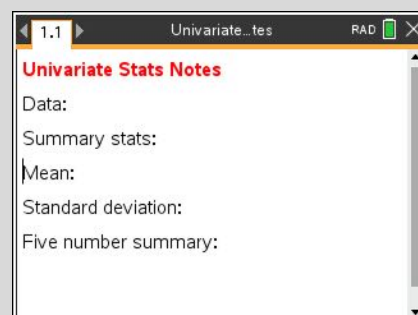 1.1 Univariate...tes RAD
Univariate Stats Notes
Data:
Summary stats:
Mean:
Standard deviation:
Five number summary: